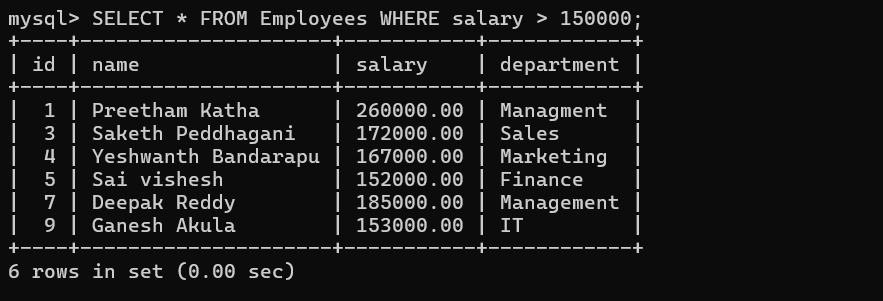 mysql> SELECT * FROM Employees WHERE salary > 150000;
+----+---------------------+-----------+------------+
| id | name                | salary    | department |
+----+---------------------+-----------+------------+
|  1 | Preetham Katha      | 260000.00 | Managment  |
|  3 | Saketh Peddhagani   | 172000.00 | Sales      |
|  4 | Yeshwanth Bandarapu | 167000.00 | Marketing  |
|  5 | Sai vishesh         | 152000.00 | Finance    |
|  7 | Deepak Reddy        | 185000.00 | Management |
|  9 | Ganesh Akula        | 153000.00 | IT         |
+----+---------------------+-----------+------------+
6 rows in set (0.00 sec)